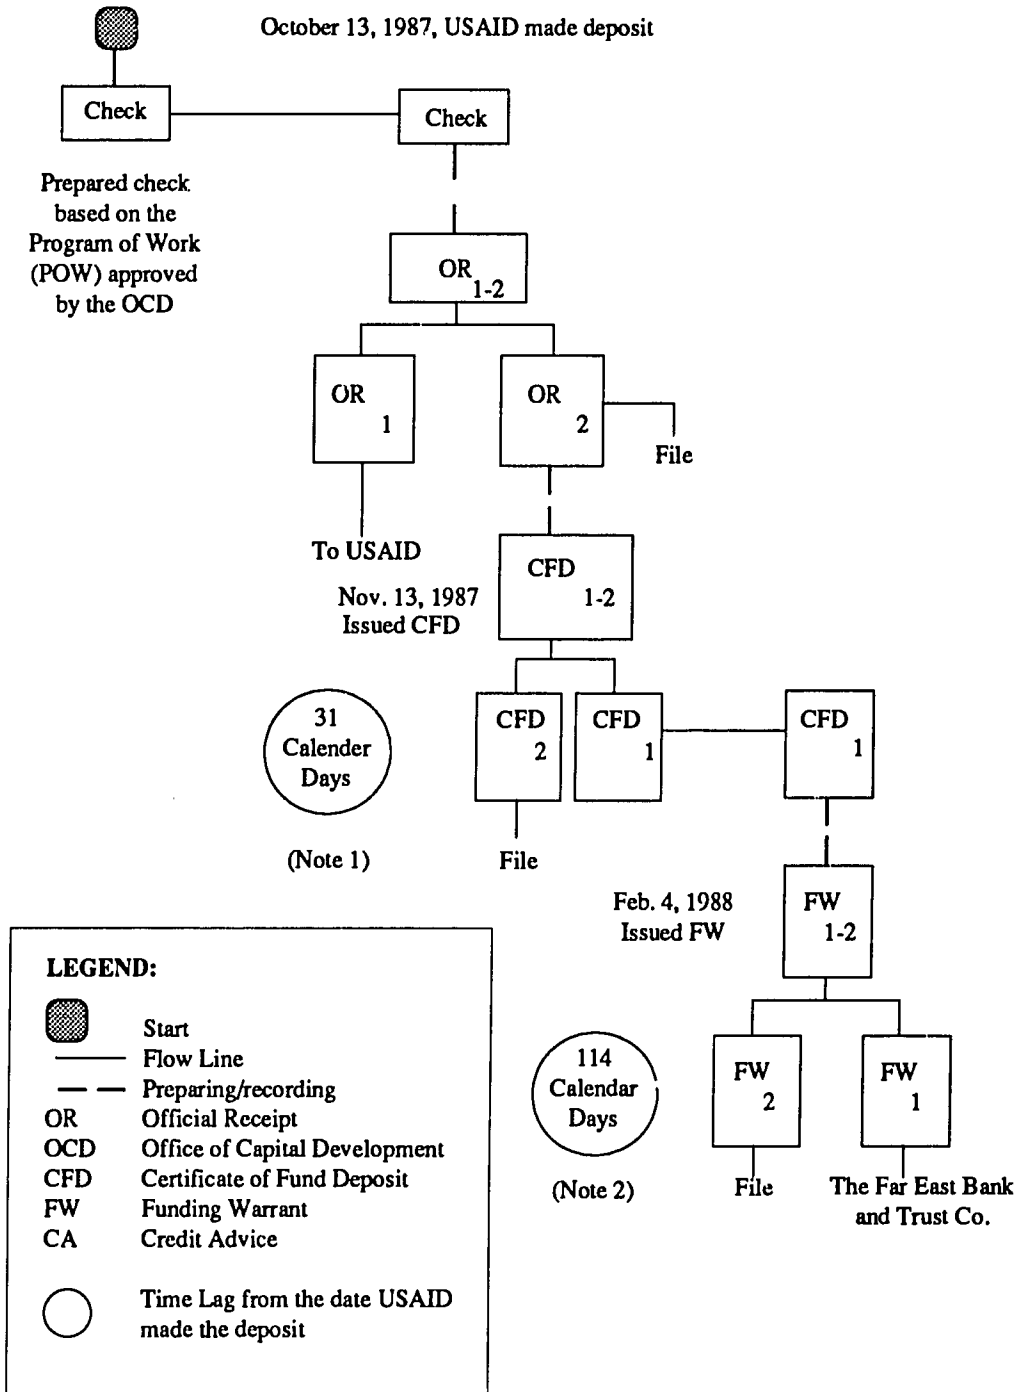 October 13, 1987, USAID made deposit
Check
Check
Prepared check
based on the
Program of Work
(POW) approved
by the OCD
OR
1-2
OR
1
OR
2
File
To USAID
CFD
1-2
Nov. 13, 1987
Issued CFD
31
Calender
Days
CFD
2
CFD
1
CFD
1
(Note 1)
File
Feb. 4, 1988
Issued FW
FW
1-2
LEGEND:
Start
Flow Line
Preparing/recording
OR Official Receipt
OCD Office of Capital Development
CFD Certificate of Fund Deposit
FW Funding Warrant
CA Credit Advice
Time Lag from the date USAID
made the deposit
114
Calendar
Days
(Note 2)
FW
2
FW
1
File
The Far East Bank
and Trust Co.